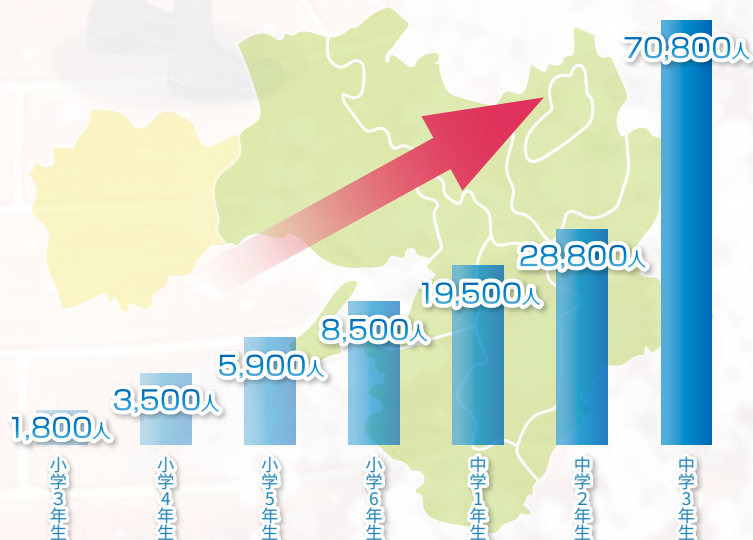 70,800人
28,800人
19,500人
8,500人
5,900人
3,500人
1,800人
小学3年生
小学4年生
小学5年生
小学6年生
中学1年生
中学2年生
中学3年生